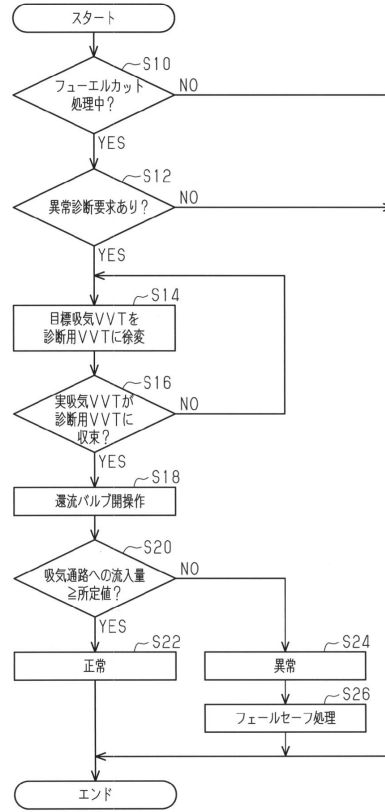 スタート
S10
フューエルカット
処理中?
NO
YES
S12
異常診断要求あり?
NO
YES
S14
目標吸気VVTを
診断用VVTに徐変
S16
実吸気VVTが
診断用VVTに
収束?
NO
YES
S18
還流バルブ開操作
S20
吸気通路への流入量
≧所定値?
NO
YES
S22
正常
S24
異常
S26
フェールセーフ処理
エンド